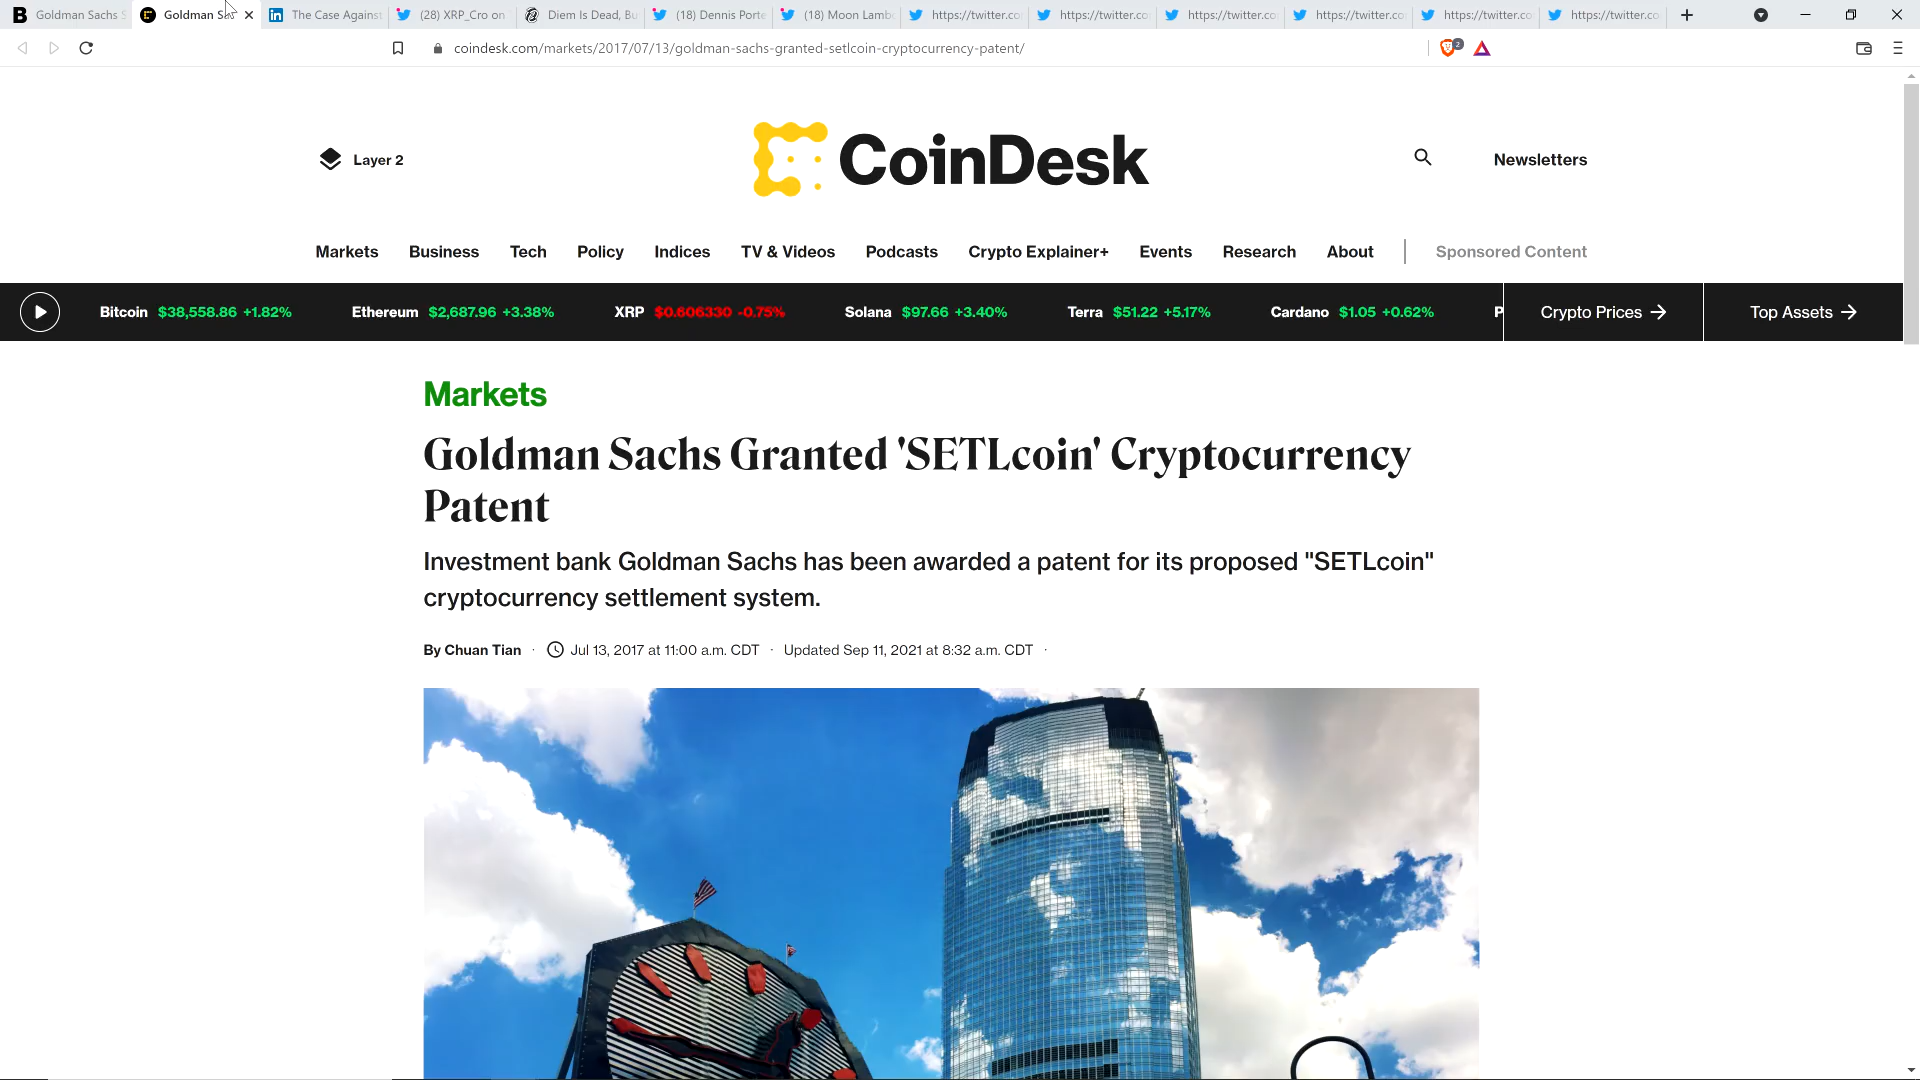 Goldman Sachs S
Goldman Sa
The Case Against
(28) XRP_Cro on
Diem Is Dead, Bu
(18) Dennis Porte
(18) Moon Lamb
https://twitter.co
https://twitter.co
https://twitter.co
https://twitter.co
https://twitter.co
https://twitter.co
coindesk.com/markets/2017/07/13/goldman-sachs-granted-setlcoin-cryptocurrency-patent/
2
Layer 2
CoinDesk
Newsletters
Markets Business Tech Policy Indices TV & Videos Podcasts Crypto Explainer+ Events Research About Sponsored Content
Bitcoin $38,558.86 +1.82% Ethereum $2,687.96 +3.38% XRP $0.606330 -0.75% Solana $97.66 +3.40% Terra $51.22 +5.17% Cardano $1.05 +0.62% P Crypto Prices → Top Assets →
Markets
Goldman Sachs Granted 'SETLcoin' Cryptocurrency
Patent
Investment bank Goldman Sachs has been awarded a patent for its proposed "SETLcoin"
cryptocurrency settlement system.
By Chuan Tian · Jul 13, 2017 at 11:00 a.m. CDT · Updated Sep 11, 2021 at 8:32 a.m. CDT ·